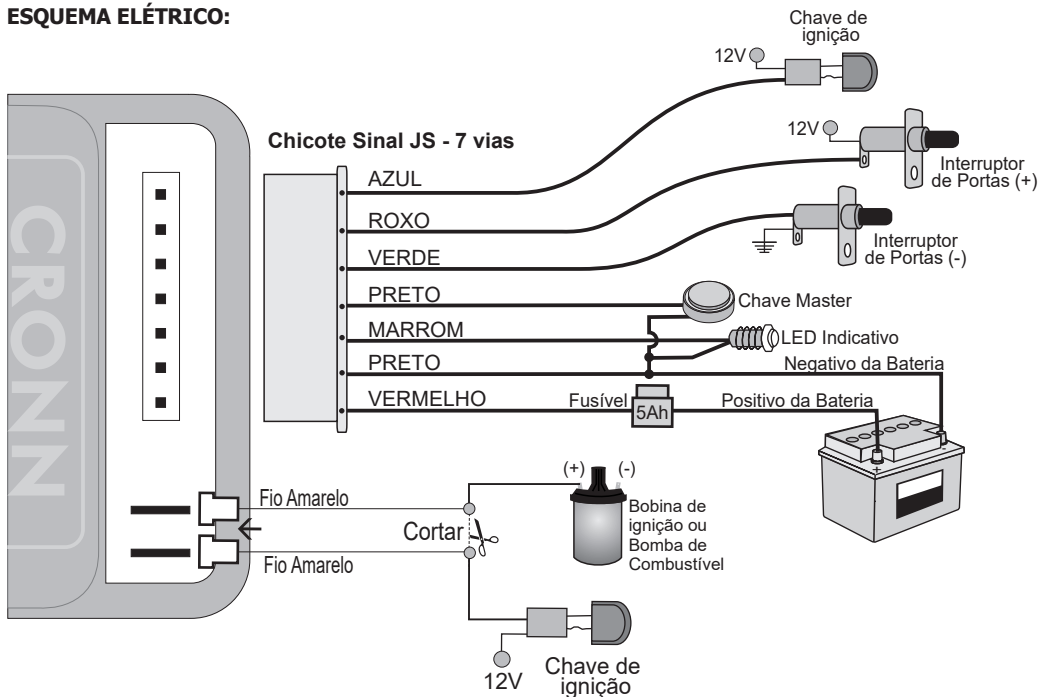 ESQUEMA ELÉTRICO:
Chave de
ignição
12V
Chicote Sinal JS - 7 vias
12V
Interruptor
de Portas (+)
AZUL
ROXO
VERDE
Interruptor
de Portas (-)
PRETO
Chave Master
MARROM
LED Indicativo
PRETO
Negativo da Bateria
VERMELHO
Fusível
5Ah
Positivo da Bateria
+
-
CRONN
Fio Amarelo
Cortar
Fio Amarelo
(+)
(-)
Bobina de
ignição ou
Bomba de
Combustível
12V
Chave de
ignição